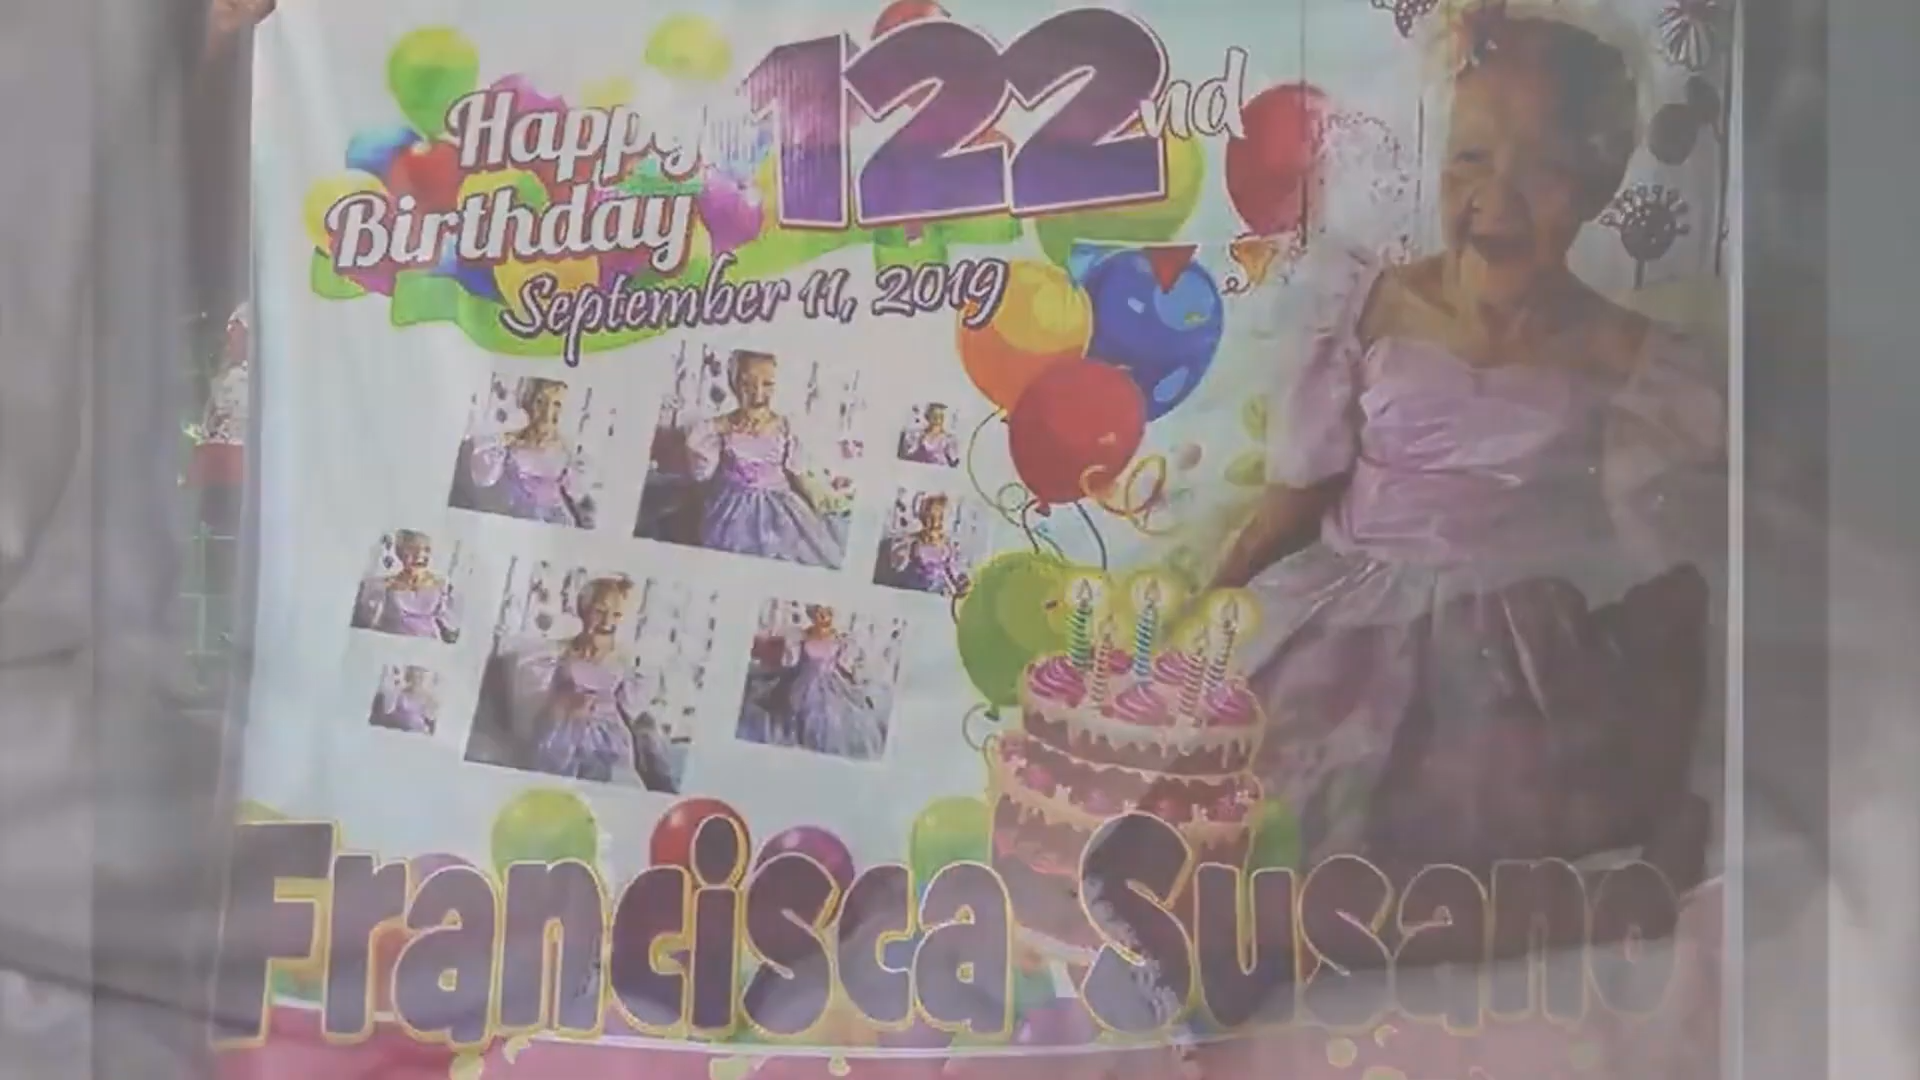 Happy 122nd
Birthday
September 11, 2019
Francisca Susano